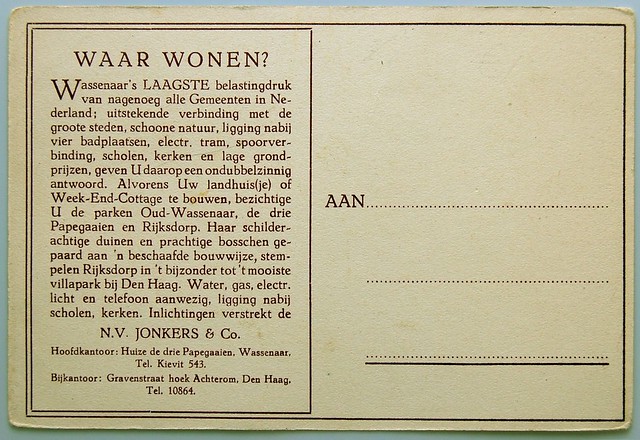 WAAR WONEN?
Wassenaar's LAAGSTE belastingdruk
van nagenoeg alle Gemeenten in Ne-
derland; uitstekende verbinding met de
groote steden, schoone natuur, ligging nabij
vier badplaatsen, electr. tram, spoorver-
binding, scholen, kerken en lage grond-
prijzen, geven U daarop een ondubbelzinnig
antwoord. Alvorens Uw landhuis(je) of
Week-End-Cottage te bouwen, bezichtige
U de parken Oud-Wassenaar, de drie
Papegaaien en Rijksdorp. Haar schilder-
achtige duinen en prachtige bosschen ge-
paard aan 'n beschaafde bouwwijze, stem-
pelen Rijksdorp in 't bijzonder tot 't mooiste
villapark bij Den Haag. Water, gas, electr.
licht en telefoon aanwezig, ligging nabij
scholen, kerken. Inlichtingen verstrekt de
N.V. JONKERS & Co.
Hoofdkantoor: Huize de drie Papegaaien, Wassenaar,
Tel. Kievit 543.
Bijkantoor: Gravenstraat hoek Achterom, Den Haag,
Tel. 10864.
AAN